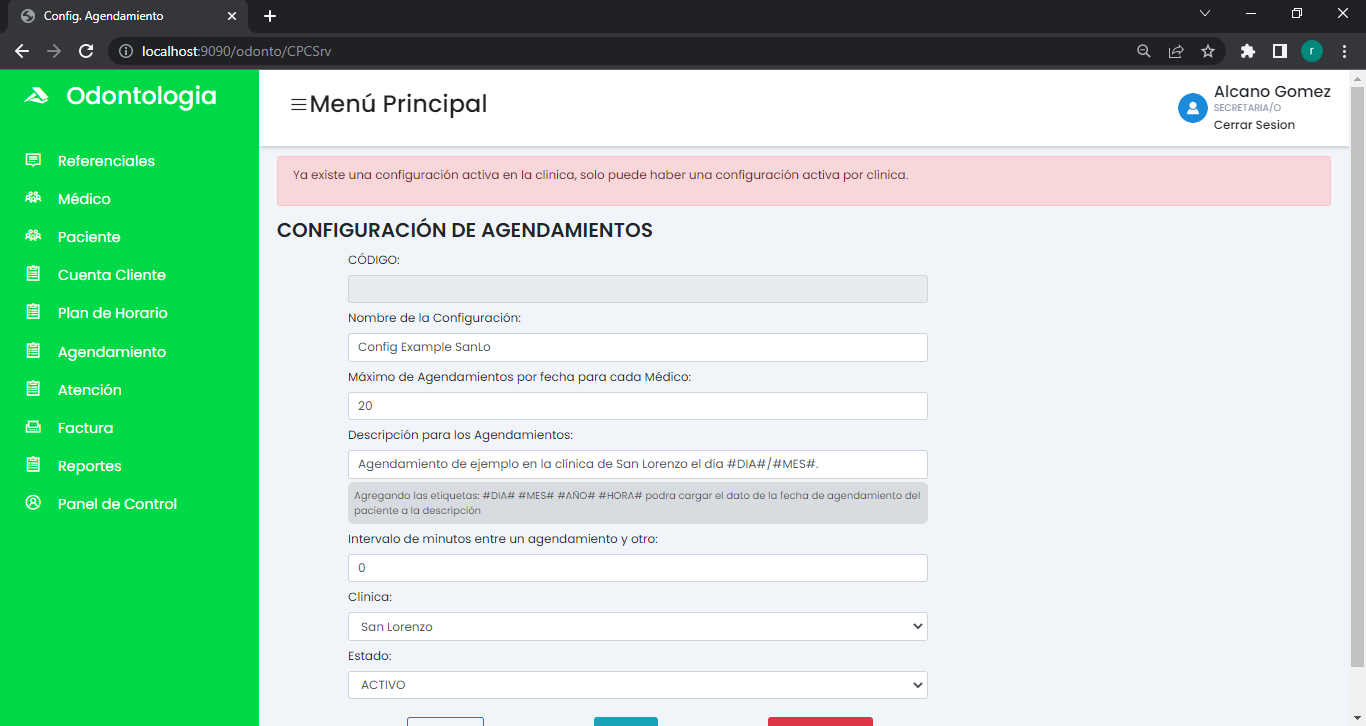 Config. Agendamiento
localhost:9090/odonto/CPCSrv
r
Odontologia
Menú Principal
Alcano Gomez
SECRETARIA/O
Cerrar Sesion
Referenciales
Médico
Paciente
Cuenta Cliente
Plan de Horario
Agendamiento
Atención
Factura
Reportes
Panel de Control
Ya existe una configuración activa en la clínica, solo puede haber una configuración activa por clinica.
CONFIGURACIÓN DE AGENDAMIENTOS
CÓDIGO:
Nombre de la Configuración:
Config Example SanLo
Máximo de Agendamientos por fecha para cada Médico:
20
Descripción para los Agendamientos:
Agendamiento de ejemplo en la clínica de San Lorenzo el día #DIA#/#MES#.
Agregando las etiquetas: #DIA# #MES# #AÑO# #HORA# podra cargar el dato de la fecha de agendamiento del
paciente a la descripción
Intervalo de minutos entre un agendamiento y otro:
0
Clinica:
San Lorenzo
Estado:
ACTIVO